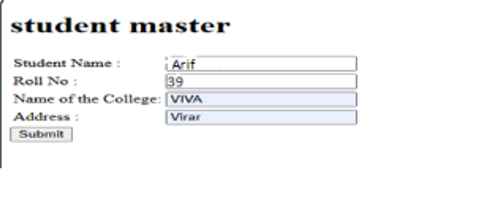 student master
Student Name : Arif
Roll No : 39
Name of the College: VIVA
Address : Virar
Submit